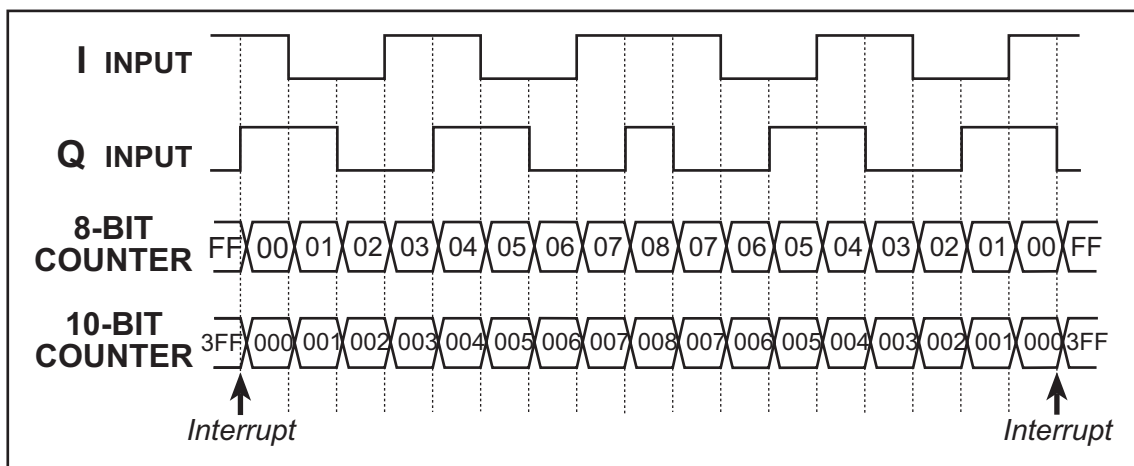 I INPUT
Q INPUT
8-BIT
COUNTER
FF 00 01 02 03 04 05 06 07 08 07 06 05 04 03 02 01 00 FF
10-BIT
COUNTER
3FF 000 001 002 003 004 005 006 007 008 007 006 005 004 003 002 001 000 3FF
Interrupt Interrupt